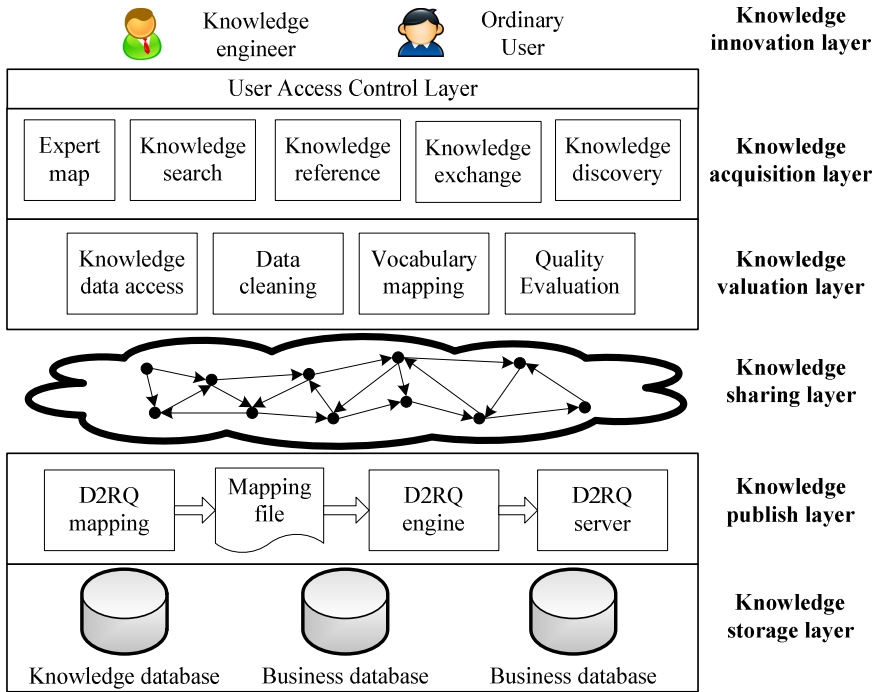 Knowledge
engineer
Ordinary
User
Knowledge
innovation layer
User Access Control Layer
Expert
map
Knowledge
search
Knowledge
reference
Knowledge
exchange
Knowledge
discovery
Knowledge
acquisition layer
Knowledge
data access
Data
cleaning
Vocabulary
mapping
Quality
Evaluation
Knowledge
valuation layer
Knowledge
sharing layer
D2RQ
mapping
Mapping
file
D2RQ
engine
D2RQ
server
Knowledge
publish layer
Knowledge database
Business database
Business database
Knowledge
storage layer